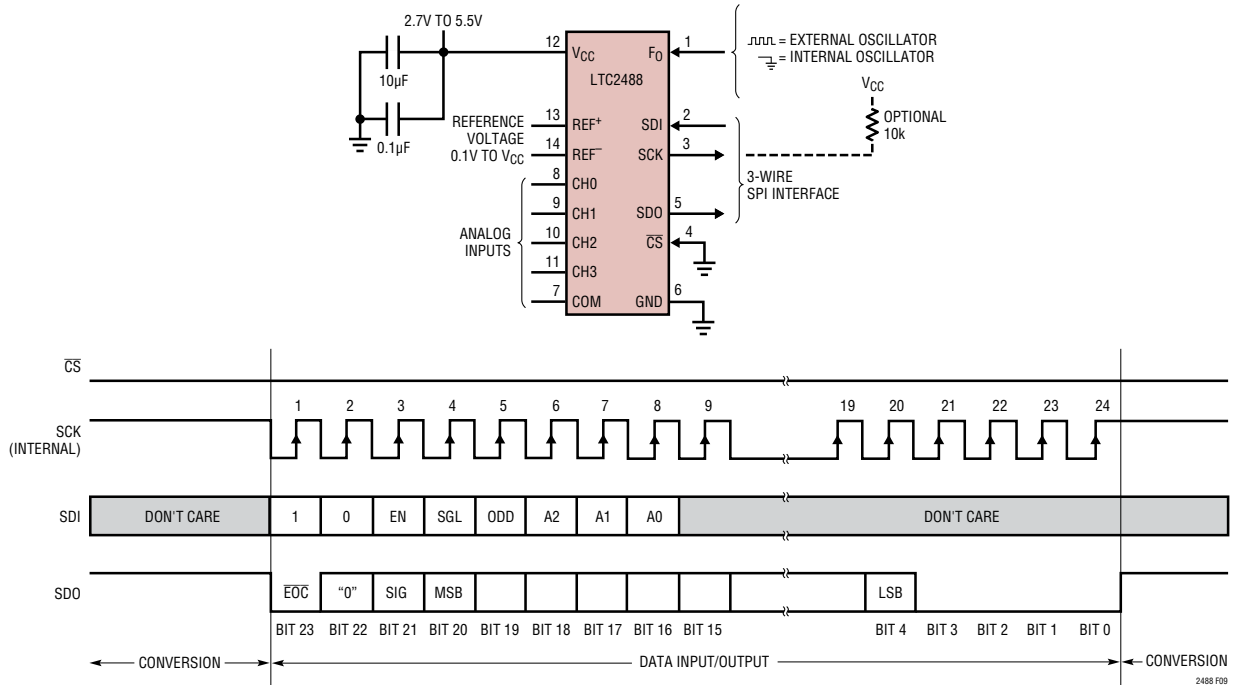 2.7V TO 5.5V
10µF
0.1µF
12
VCC
LTC2488
FO
1
= EXTERNAL OSCILLATOR
= INTERNAL OSCILLATOR
VCC
OPTIONAL
10k
REFERENCE
VOLTAGE
0.1V TO VCC
13
REF+
14
REF–
SDI
2
SCK
3
3-WIRE
SPI INTERFACE
ANALOG
INPUTS
8
CH0
9
CH1
10
CH2
11
CH3
7
COM
SDO
5
CS
4
GND
6
CS
SCK
(INTERNAL)
1 2 3 4 5 6 7 8 9 19 20 21 22 23 24
SDI
DON'T CARE 1 0 EN SGL ODD A2 A1 A0 DON'T CARE
SDO
EOC "0" SIG MSB LSB
BIT 23 BIT 22 BIT 21 BIT 20 BIT 19 BIT 18 BIT 17 BIT 16 BIT 15 BIT 4 BIT 3 BIT 2 BIT 1 BIT 0
CONVERSION DATA INPUT/OUTPUT CONVERSION
2488 F09